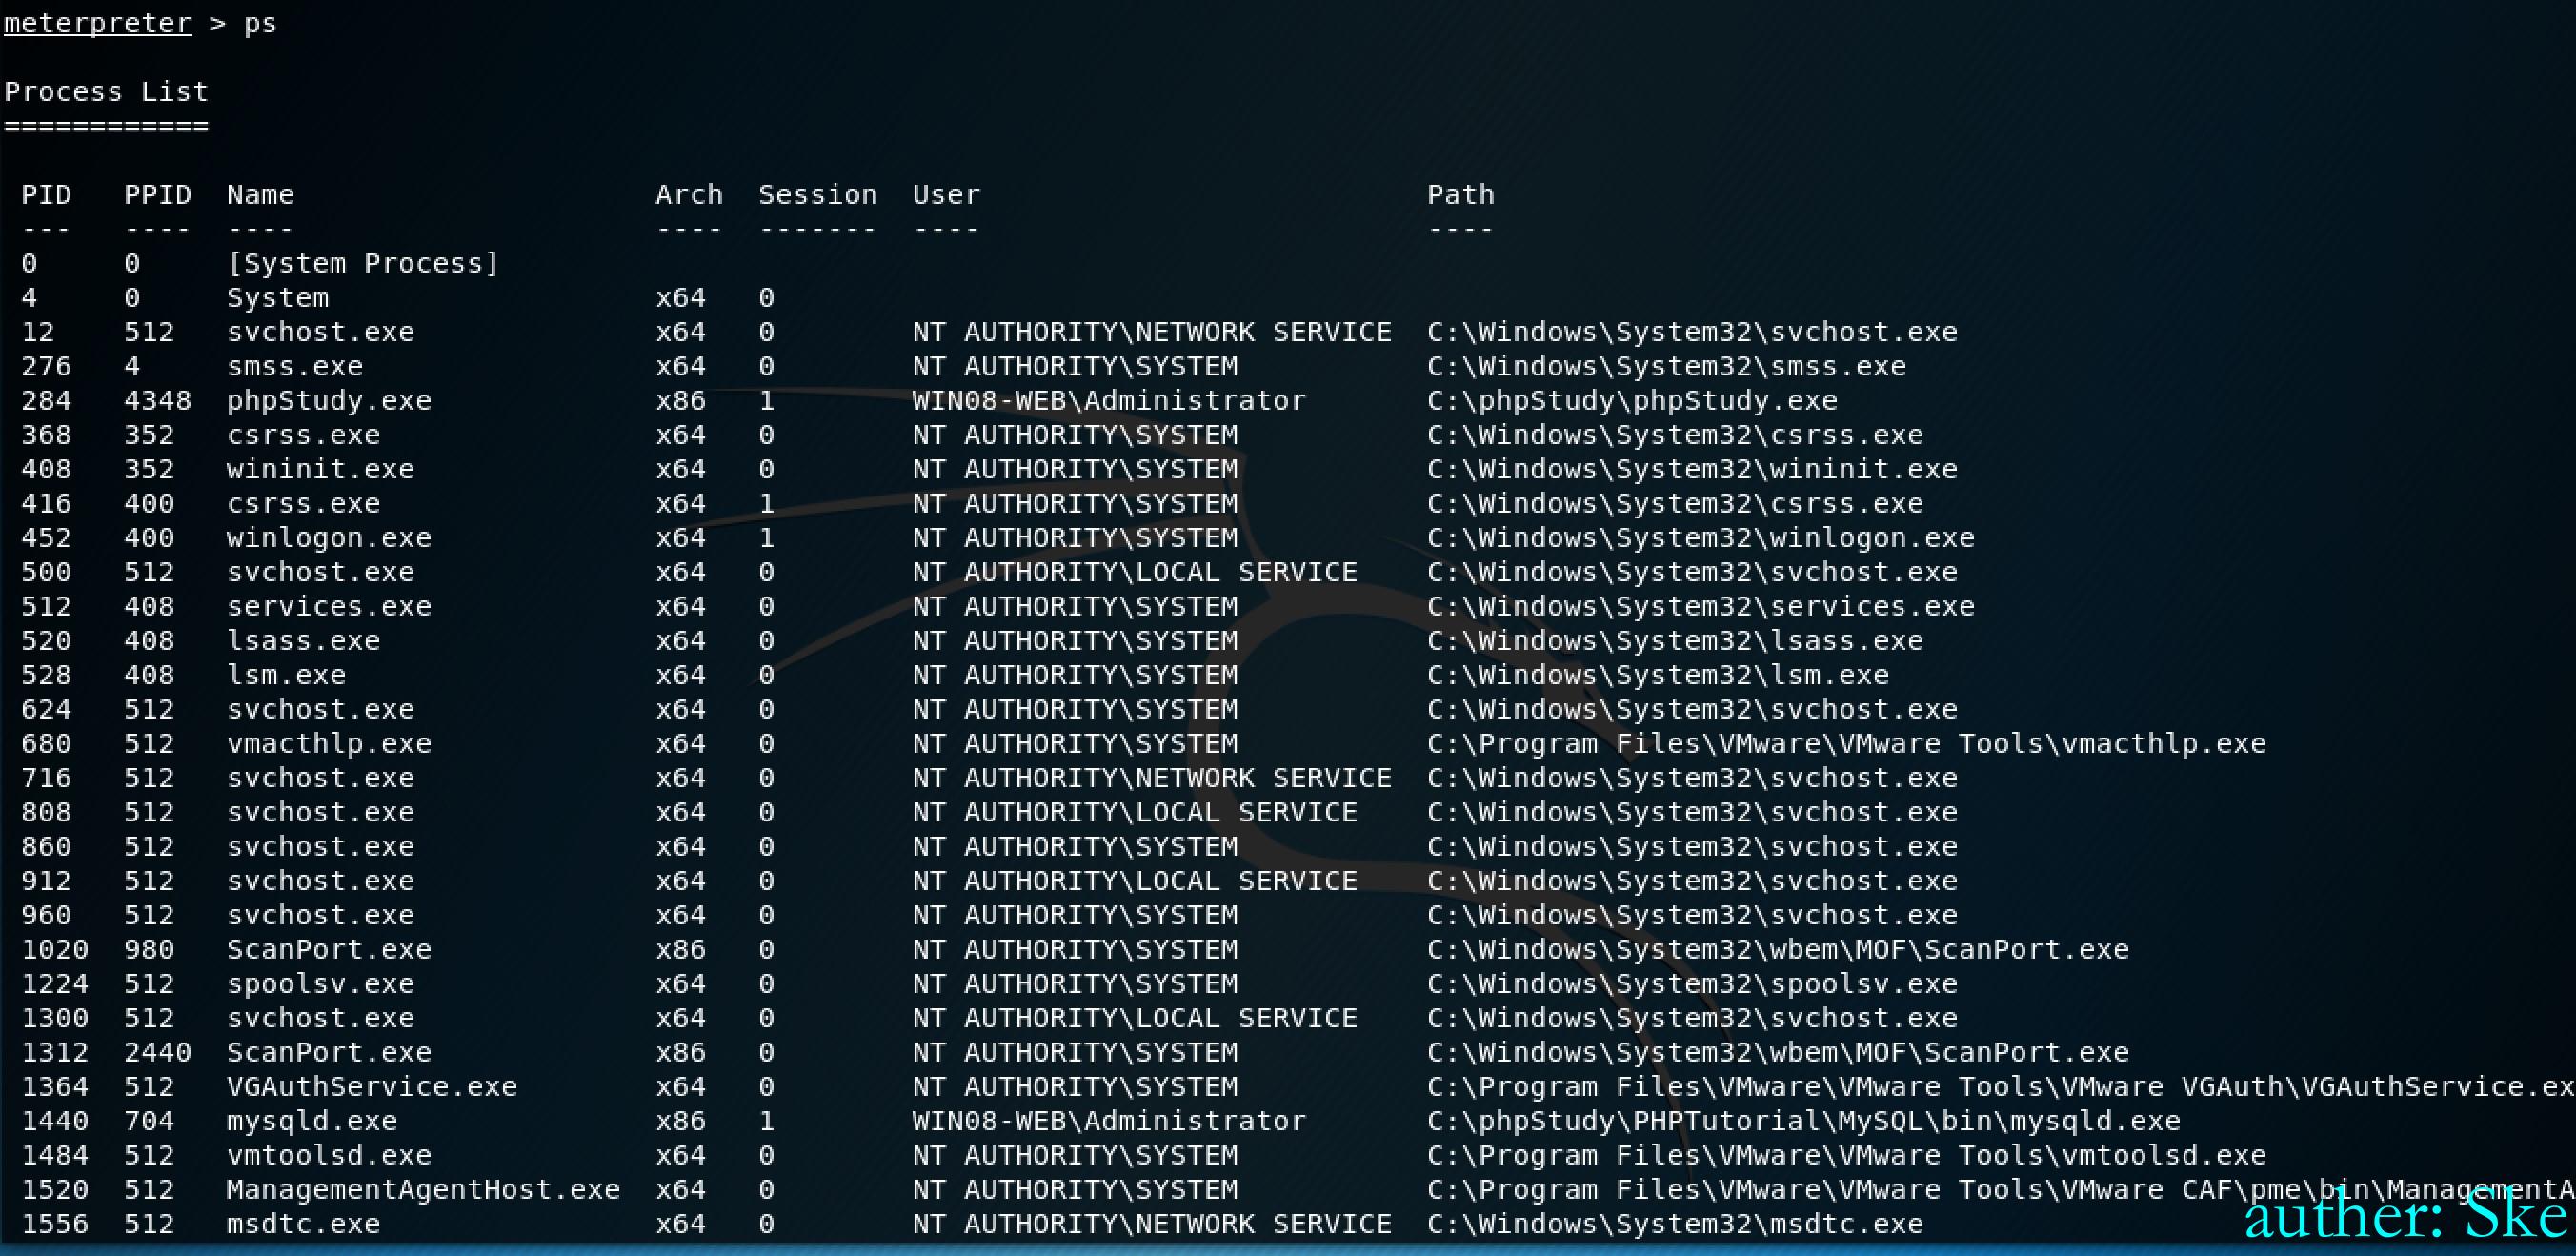 meterpreter > ps
Process List
============
PID PPID Name Arch Session User Path
--- ---- ---- ---- ------- ---- ----
0 0 [System Process]
4 0 System x64 0
12 512 svchost.exe x64 0 NT AUTHORITY\NETWORK SERVICE C:\Windows\System32\svchost.exe
276 4 smss.exe x64 0 NT AUTHORITY\SYSTEM C:\Windows\System32\smss.exe
284 4348 phpStudy.exe x86 1 WIN08-WEB\Administrator C:\phpStudy\phpStudy.exe
368 352 csrss.exe x64 0 NT AUTHORITY\SYSTEM C:\Windows\System32\csrss.exe
408 352 wininit.exe x64 0 NT AUTHORITY\SYSTEM C:\Windows\System32\wininit.exe
416 400 csrss.exe x64 1 NT AUTHORITY\SYSTEM C:\Windows\System32\csrss.exe
452 400 winlogon.exe x64 1 NT AUTHORITY\SYSTEM C:\Windows\System32\winlogon.exe
500 512 svchost.exe x64 0 NT AUTHORITY\LOCAL SERVICE C:\Windows\System32\svchost.exe
512 408 services.exe x64 0 NT AUTHORITY\SYSTEM C:\Windows\System32\services.exe
520 408 lsass.exe x64 0 NT AUTHORITY\SYSTEM C:\Windows\System32\lsass.exe
528 408 lsm.exe x64 0 NT AUTHORITY\SYSTEM C:\Windows\System32\lsm.exe
624 512 svchost.exe x64 0 NT AUTHORITY\SYSTEM C:\Windows\System32\svchost.exe
680 512 vmacthlp.exe x64 0 NT AUTHORITY\SYSTEM C:\Program Files\VMware\VMware Tools\vmacthlp.exe
716 512 svchost.exe x64 0 NT AUTHORITY\NETWORK SERVICE C:\Windows\System32\svchost.exe
808 512 svchost.exe x64 0 NT AUTHORITY\LOCAL SERVICE C:\Windows\System32\svchost.exe
860 512 svchost.exe x64 0 NT AUTHORITY\SYSTEM C:\Windows\System32\svchost.exe
912 512 svchost.exe x64 0 NT AUTHORITY\LOCAL SERVICE C:\Windows\System32\svchost.exe
960 512 svchost.exe x64 0 NT AUTHORITY\SYSTEM C:\Windows\System32\svchost.exe
1020 980 ScanPort.exe x86 0 NT AUTHORITY\SYSTEM C:\Windows\System32\wbem\MOF\ScanPort.exe
1224 512 spoolsv.exe x64 0 NT AUTHORITY\SYSTEM C:\Windows\System32\spoolsv.exe
1300 512 svchost.exe x64 0 NT AUTHORITY\LOCAL SERVICE C:\Windows\System32\svchost.exe
1312 2440 ScanPort.exe x86 0 NT AUTHORITY\SYSTEM C:\Windows\System32\wbem\MOF\ScanPort.exe
1364 512 VGAuthService.exe x64 0 NT AUTHORITY\SYSTEM C:\Program Files\VMware\VMware Tools\VMware VGAuth\VGAuthService.ex
1440 704 mysqld.exe x86 1 WIN08-WEB\Administrator C:\phpStudy\PHPTutorial\MySQL\bin\mysqld.exe
1484 512 vmtoolsd.exe x64 0 NT AUTHORITY\SYSTEM C:\Program Files\VMware\VMware Tools\vmtoolsd.exe
1520 512 ManagementAgentHost.exe x64 0 NT AUTHORITY\SYSTEM C:\Program Files\VMware\VMware Tools\VMware CAF\pme\bin\ManagementA
1556 512 msdtc.exe x64 0 NT AUTHORITY\NETWORK SERVICE C:\Windows\System32\msdtc.exe
auther: Ske